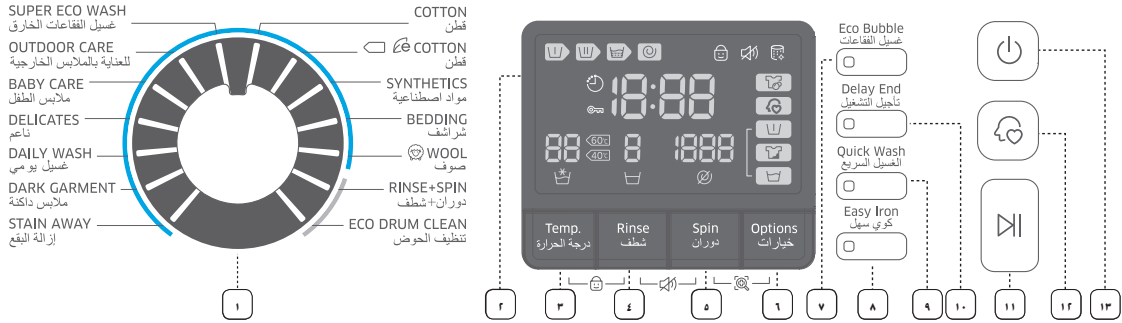 SUPER ECO WASH
غسيل الفقاعات الخارق
OUTDOOR CARE
للعناية بالملابس الخارجية
BABY CARE
ملابس الطفل
DELICATES
ناعم
DAILY WASH
غسيل يومي
DARK GARMENT
ملابس داكنة
STAIN AWAY
إزالة البقع
COTTON
قطن
COTTON
قطن
SYNTHETICS
مواد اصطناعية
BEDDING
شراشف
WOOL
صوف
RINSE+SPIN
دوران+شطف
ECO DRUM CLEAN
تنظيف الحوض
18:88
88 60℃ 40℃ 8 1888
Temp.
درجة الحرارة
Rinse
شطف
Spin
دوران
Options
خيارات
Eco Bubble
غسيل الفقاعات
Delay End
تأجيل التشغيل
Quick Wash
الغسيل السريع
Easy Iron
كوي سهل
١ ٢ ٣ ٤ ٥ ٦ ٧ ٨ ٩ ١٠ ١١ ١٢ ١٣